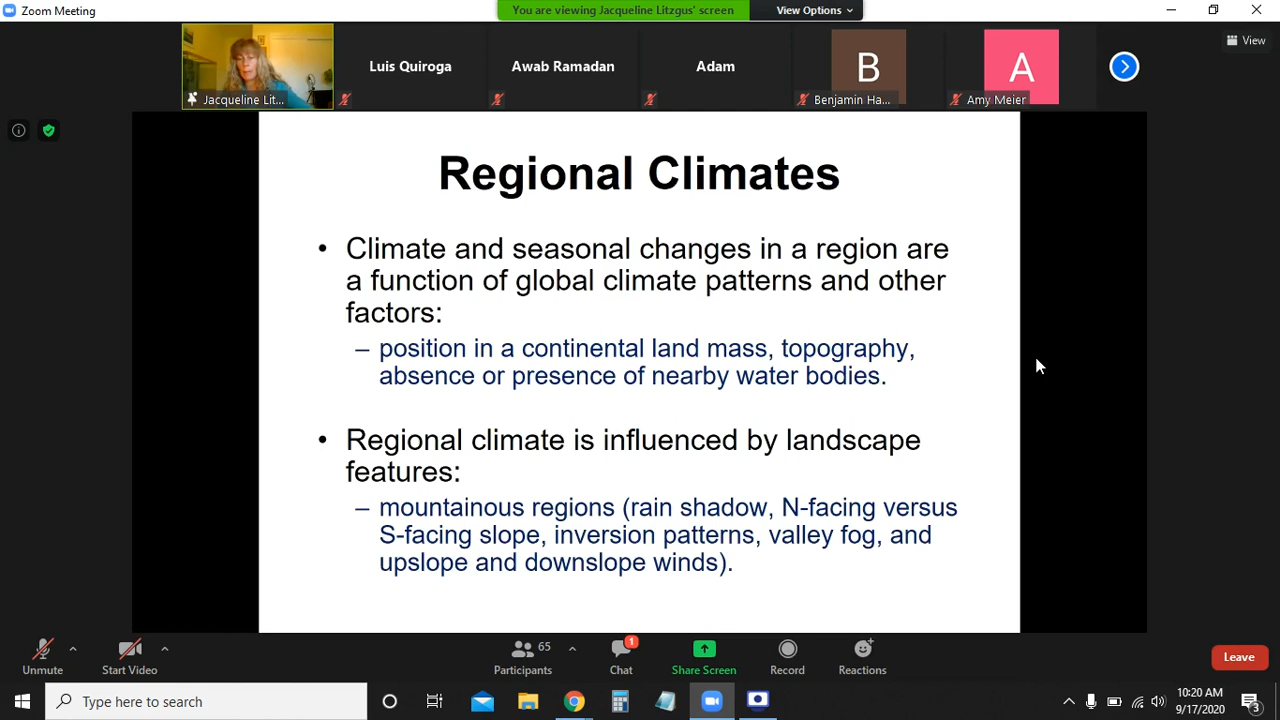 Zoom Meeting
You are viewing Jacqueline Litzgus' screen
View Options
View
Luis Quiroga
Awab Ramadan
Adam
B
A
Jacqueline Lit...
Benjamin Ha...
Amy Meier
Regional Climates
• Climate and seasonal changes in a region are
a function of global climate patterns and other
factors:
– position in a continental land mass, topography,
absence or presence of nearby water bodies.
• Regional climate is influenced by landscape
features:
– mountainous regions (rain shadow, N-facing versus
S-facing slope, inversion patterns, valley fog, and
upslope and downslope winds).
65
1
Unmute
Start Video
Participants
Chat
Share Screen
Record
Reactions
Leave
Type here to search
10:20 AM
9/17/2020
3